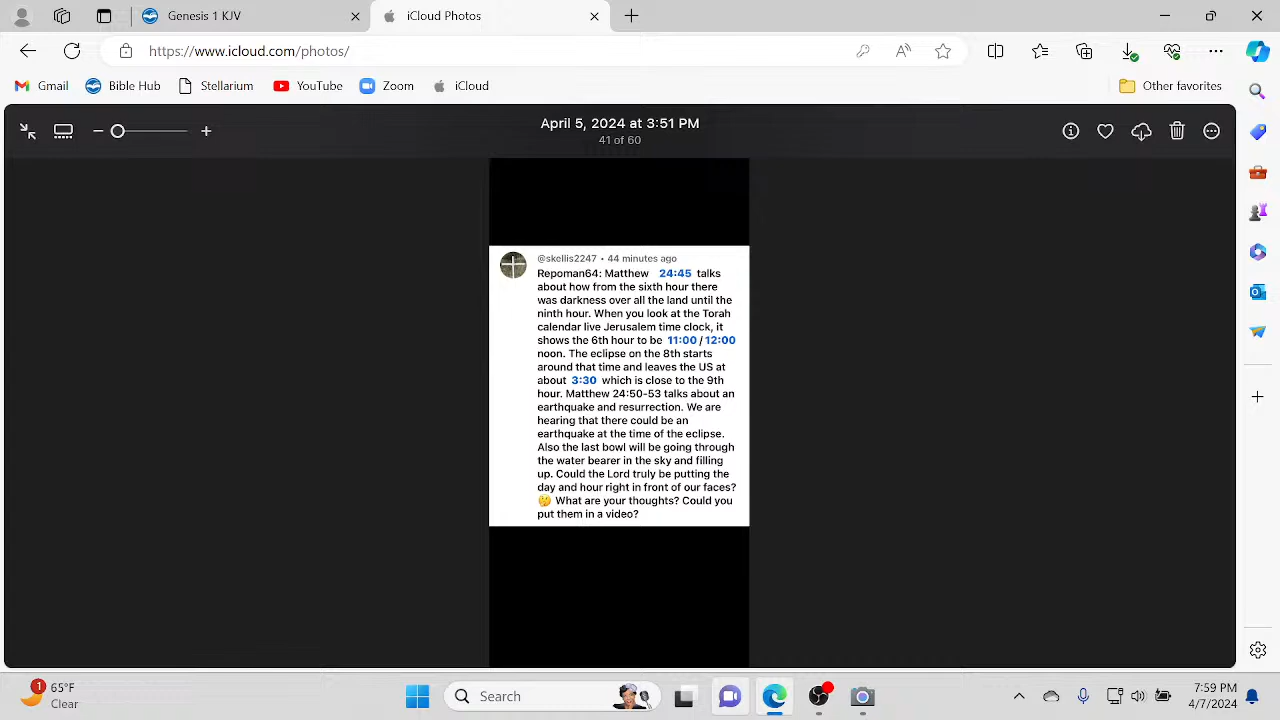 Genesis 1 KJV
iCloud Photos
https://www.icloud.com/photos/
Gmail
Bible Hub
Stellarium
YouTube
Zoom
iCloud
Other favorites
April 5, 2024 at 3:51 PM
41 of 60
@skellis2247 • 44 minutes ago
Repoman64: Matthew 24:45 talks
about how from the sixth hour there
was darkness over all the land until the
ninth hour. When you look at the Torah
calendar live Jerusalem time clock, it
shows the 6th hour to be 11:00/12:00
noon. The eclipse on the 8th starts
around that time and leaves the US at
about 3:30 which is close to the 9th
hour. Matthew 24:50-53 talks about an
earthquake and resurrection. We are
hearing that there could be an
earthquake at the time of the eclipse.
Also the last bowl will be going through
the water bearer in the sky and filling
up. Could the Lord truly be putting the
day and hour right in front of our faces?
🤔 What are your thoughts? Could you
put them in a video?
1
65°F
Clear
Search
7:59 PM
4/7/2024